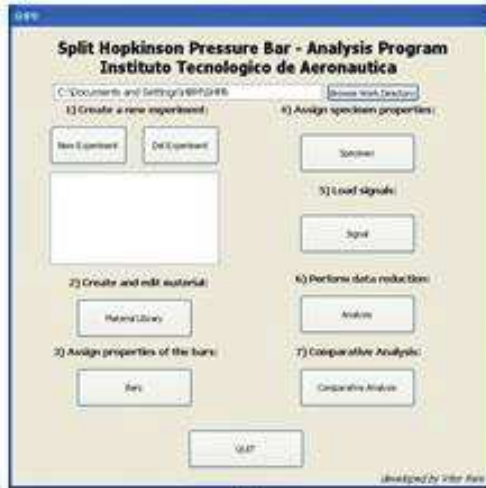 Split Hopkinson Pressure Bar - Analysis Program
Instituto Tecnologico de Aeronautica
Browse Work Directory
1) Create a new experiment:
New Experiment
Del Experiment
2) Create and edit material:
Material Library
3) Assign properties of the bars:
Bars
4) Assign specimen properties:
Specimen
5) Load signals:
Signal
6) Perform data reduction:
Analysis
7) Comparative Analysis:
Comparative Analysis
QUIT
developed by Vitor